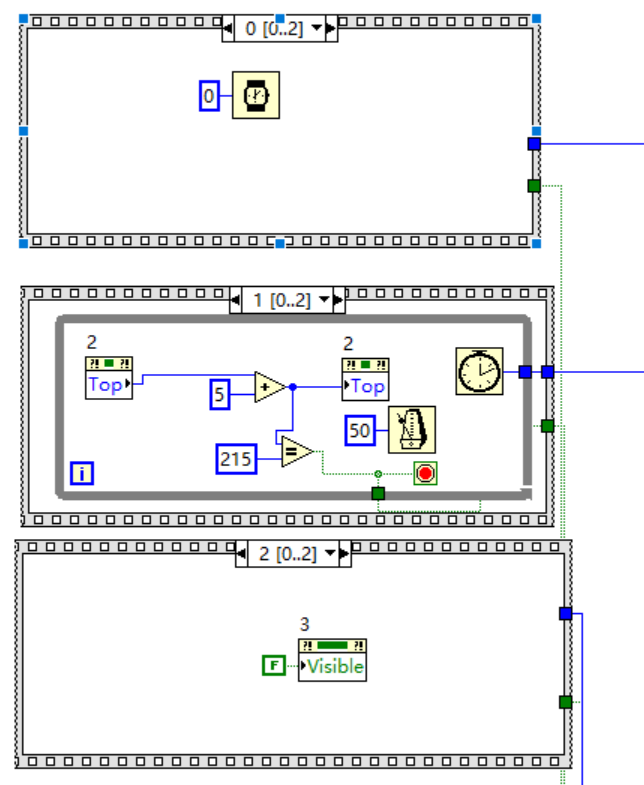 0 [0..2]
0
1 [0..2]
2
?! ?!
Top
5
2
?! ?!
Top
50
215
i
2 [0..2]
3
?! ?!
F
Visible